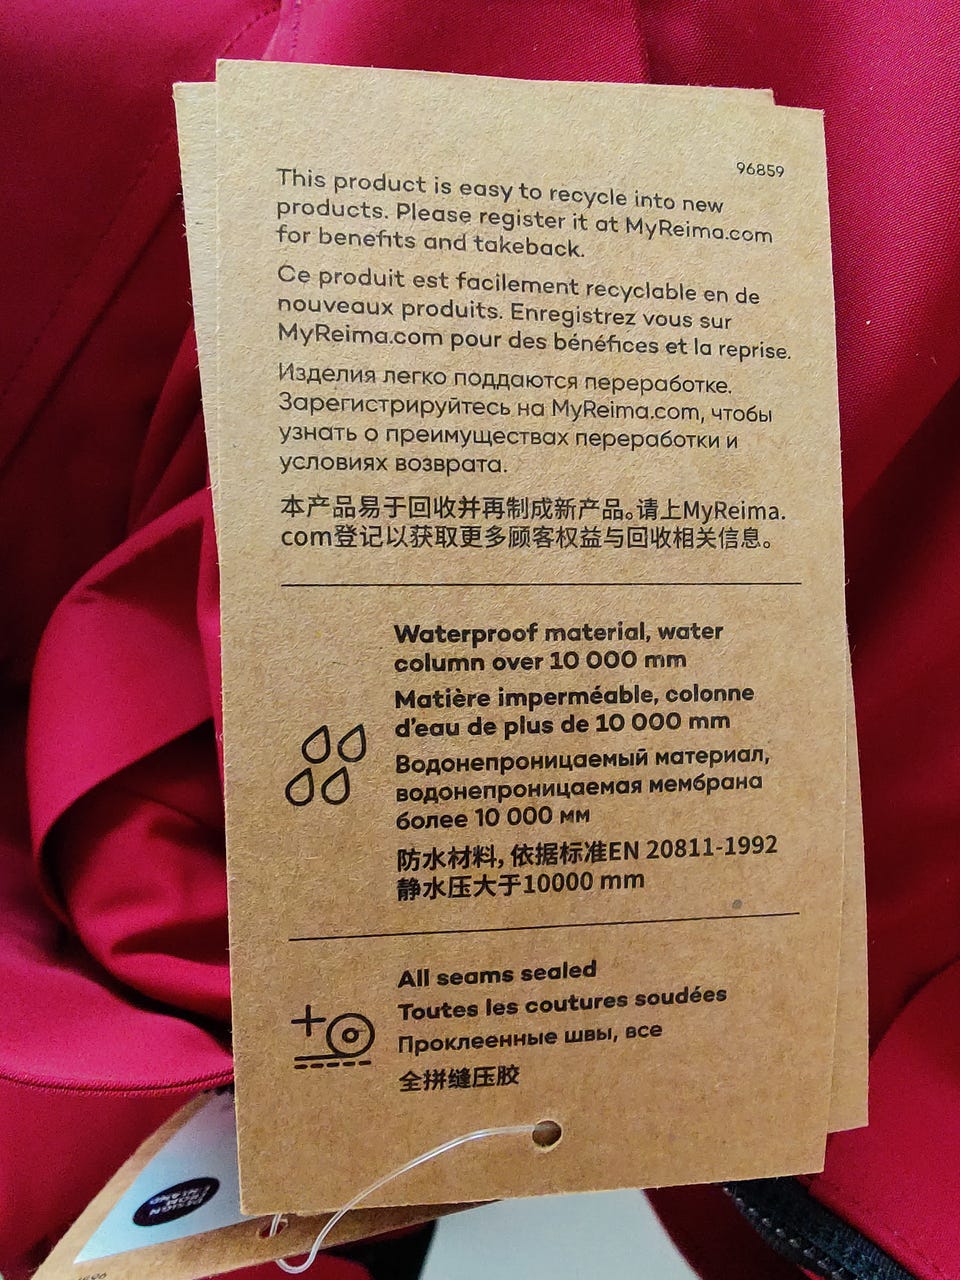 96859
This product is easy to recycle into new
products. Please register it at MyReima.com
for benefits and takeback.
Ce produit est facilement recyclable en de
nouveaux produits. Enregistrez vous sur
MyReima.com pour des bénéfices et la reprise.
Изделия легко поддаются переработке.
Зарегистрируйтесь на MyReima.com, чтобы
узнать о преимуществах переработки и
условиях возврата.
本产品易于回收并再制成新产品。请上MyReima.
com登记以获取更多顾客权益与回收相关信息。
Waterproof material, water
column over 10 000 mm
Matière imperméable, colonne
d'eau de plus de 10 000 mm
Водонепроницаемый материал,
водонепроницаемая мембрана
более 10 000 мм
防水材料, 依据标准EN 20811-1992
静水压大于10000 mm
All seams sealed
Toutes les coutures soudées
Проклеенные швы, все
全拼缝压胶
DESIGN
FROM
FINLAND